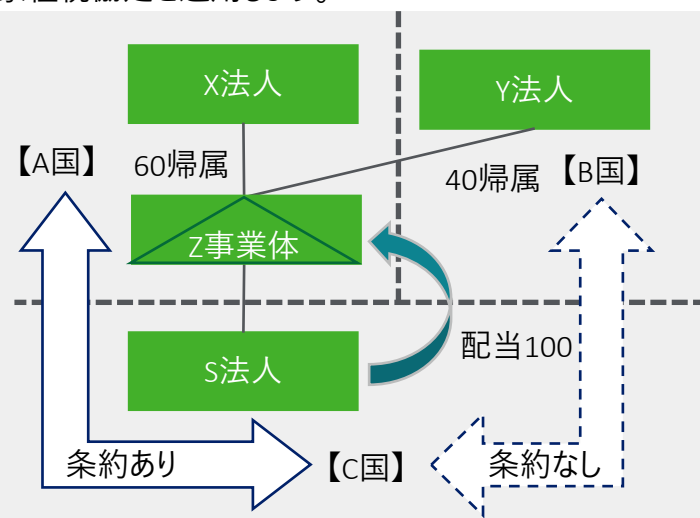 X法人
Y法人
【A国】
60帰属
40帰属
【B国】
Z事業体
配当100
S法人
条約あり
【C国】
条約なし